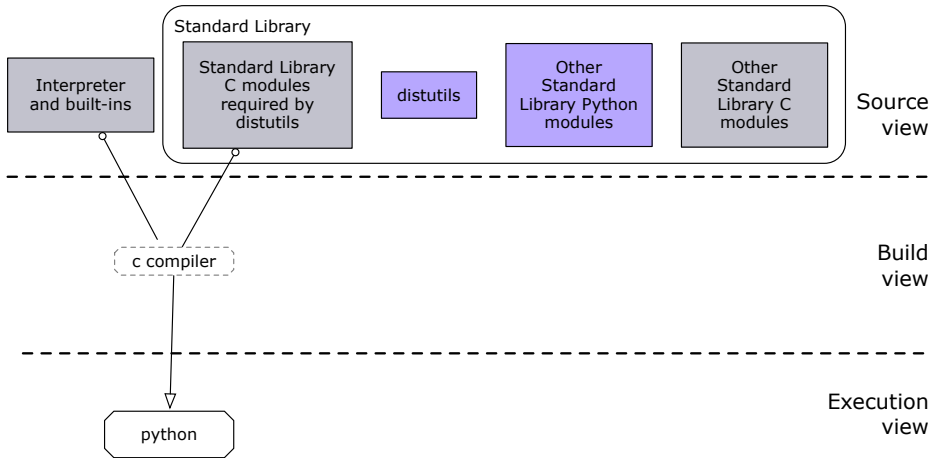 Standard Library
Interpreter
and built-ins
Standard Library
C modules
required by
distutils
distutils
Other
Standard
Library Python
modules
Other
Standard
Library C
modules
Source
view
c compiler
Build
view
python
Execution
view